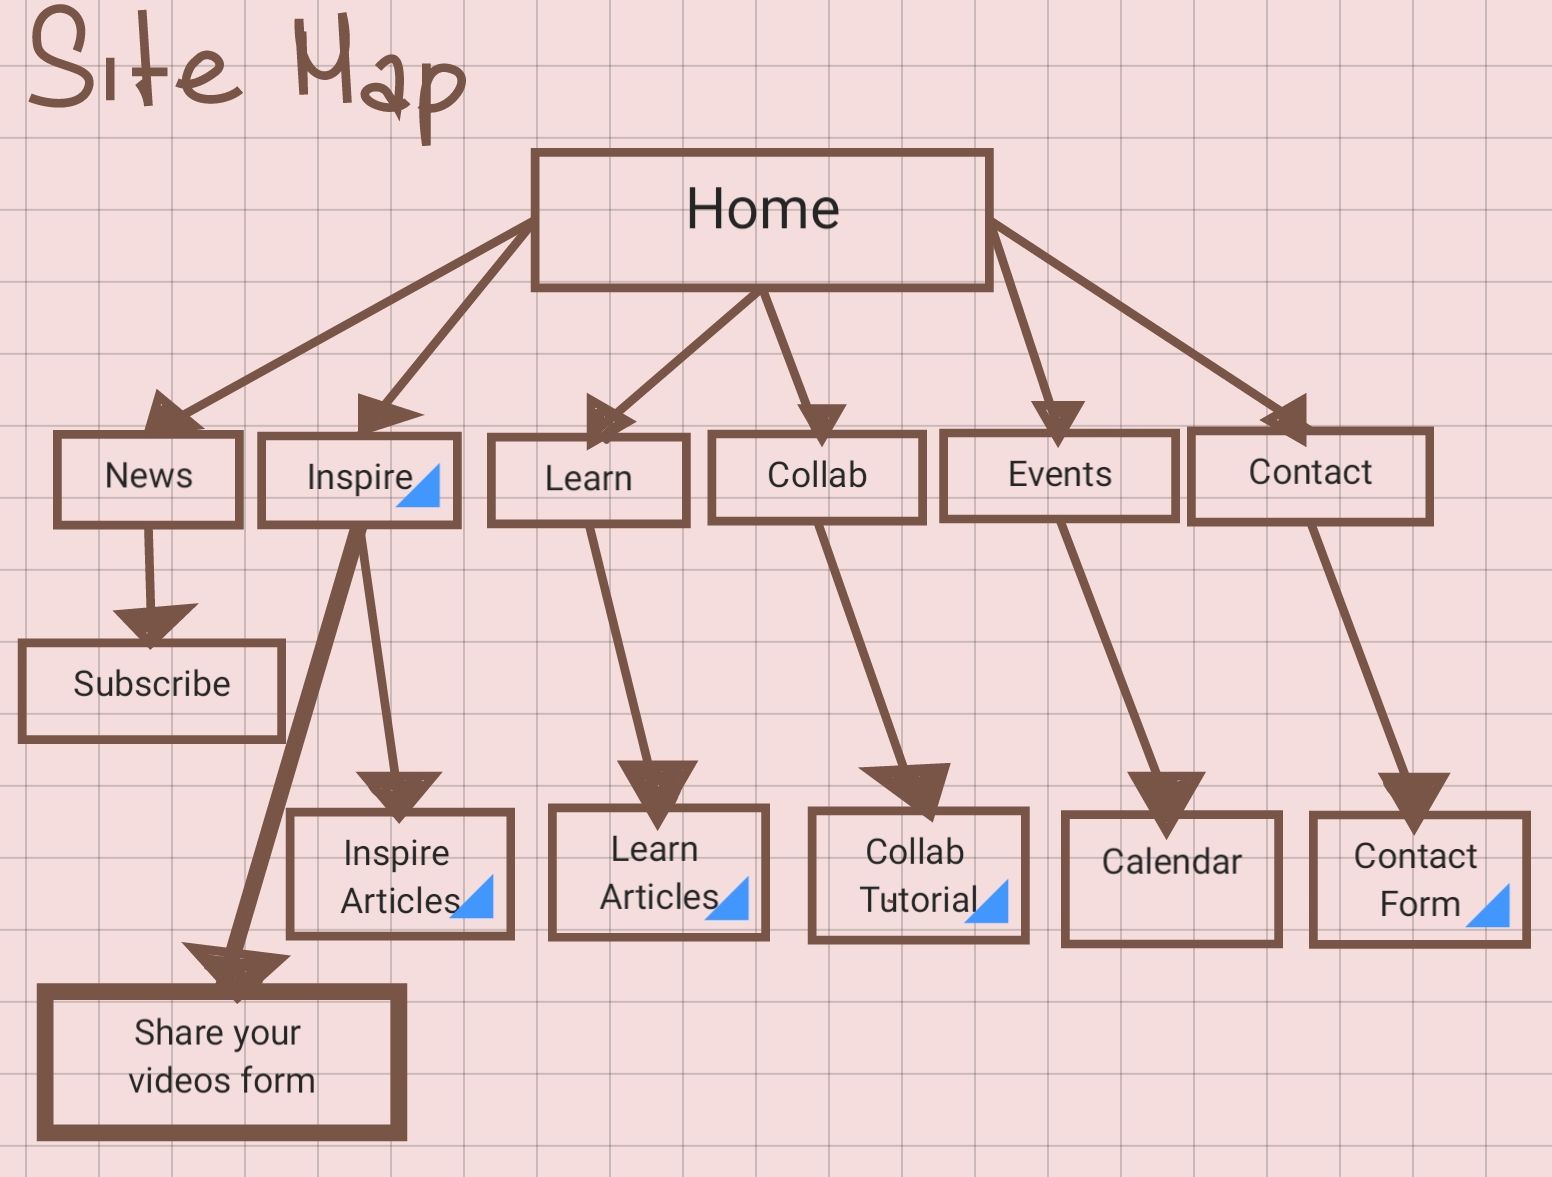 Site Map
Home
News
Inspire
Learn
Collab
Events
Contact
Subscribe
Inspire
Articles
Learn
Articles
Collab
Tutorial
Calendar
Contact
Form
Share your
videos form